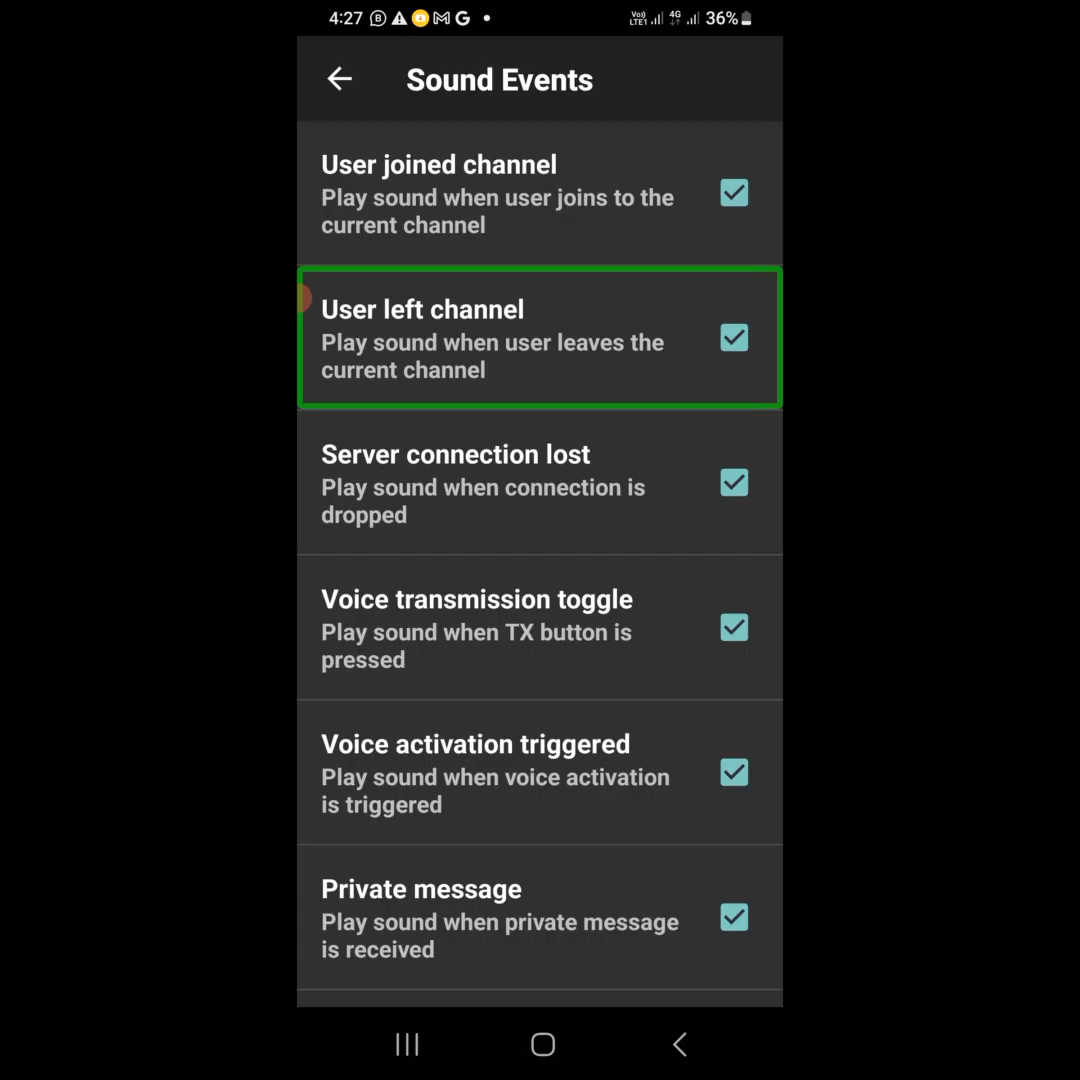 4:27 36%
Vo)) LTE1 4G
Sound Events
User joined channel
Play sound when user joins to the
current channel
User left channel
Play sound when user leaves the
current channel
Server connection lost
Play sound when connection is
dropped
Voice transmission toggle
Play sound when TX button is
pressed
Voice activation triggered
Play sound when voice activation
is triggered
Private message
Play sound when private message
is received